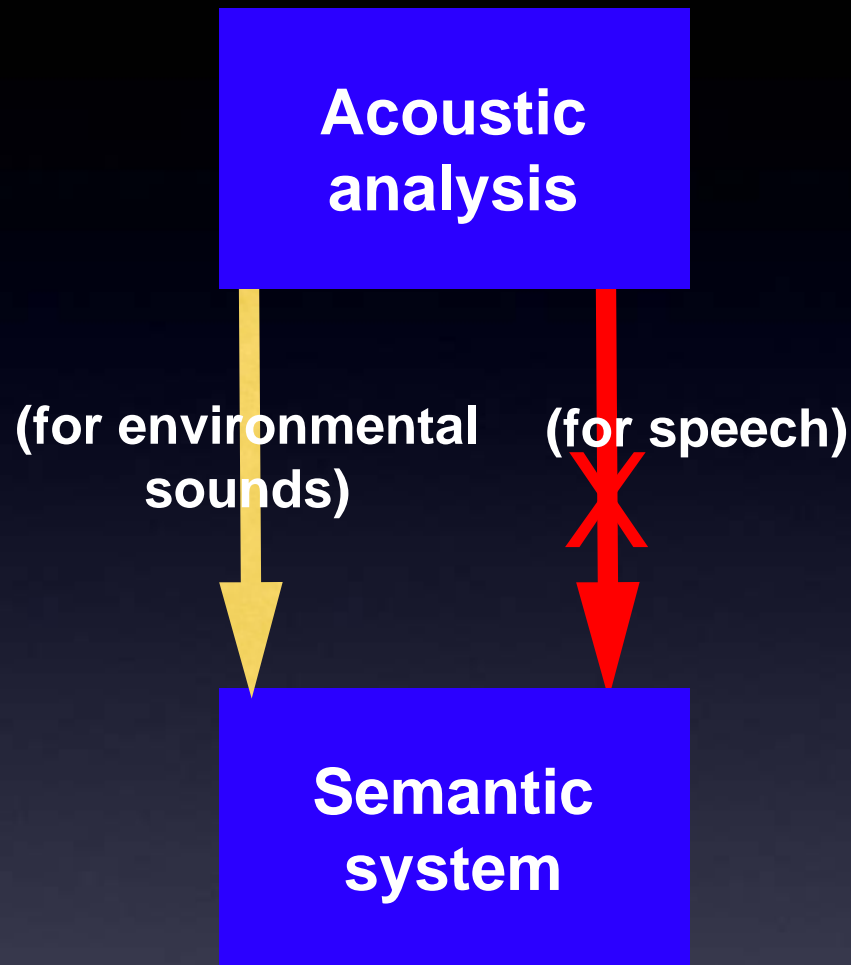 Acoustic
analysis
(for environmental
sounds)
(for speech)
X
Semantic
system